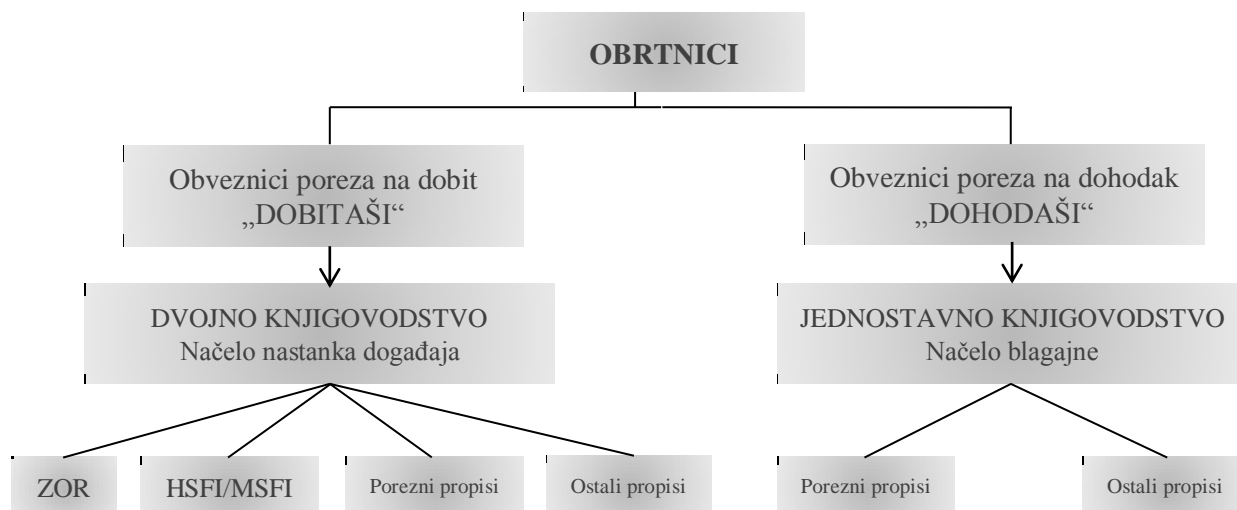 OBRTNICI
Obveznici poreza na dobit
„DOBITAŠI“
Obveznici poreza na dohodak
„DOHODAŠI“
DVOJNO KNJIGOVODSTVO
Načelo nastanka događaja
JEDNOSTAVNO KNJIGOVODSTVO
Načelo blagajne
ZOR
HSFI/MSFI
Porezni propisi
Ostali propisi
Porezni propisi
Ostali propisi